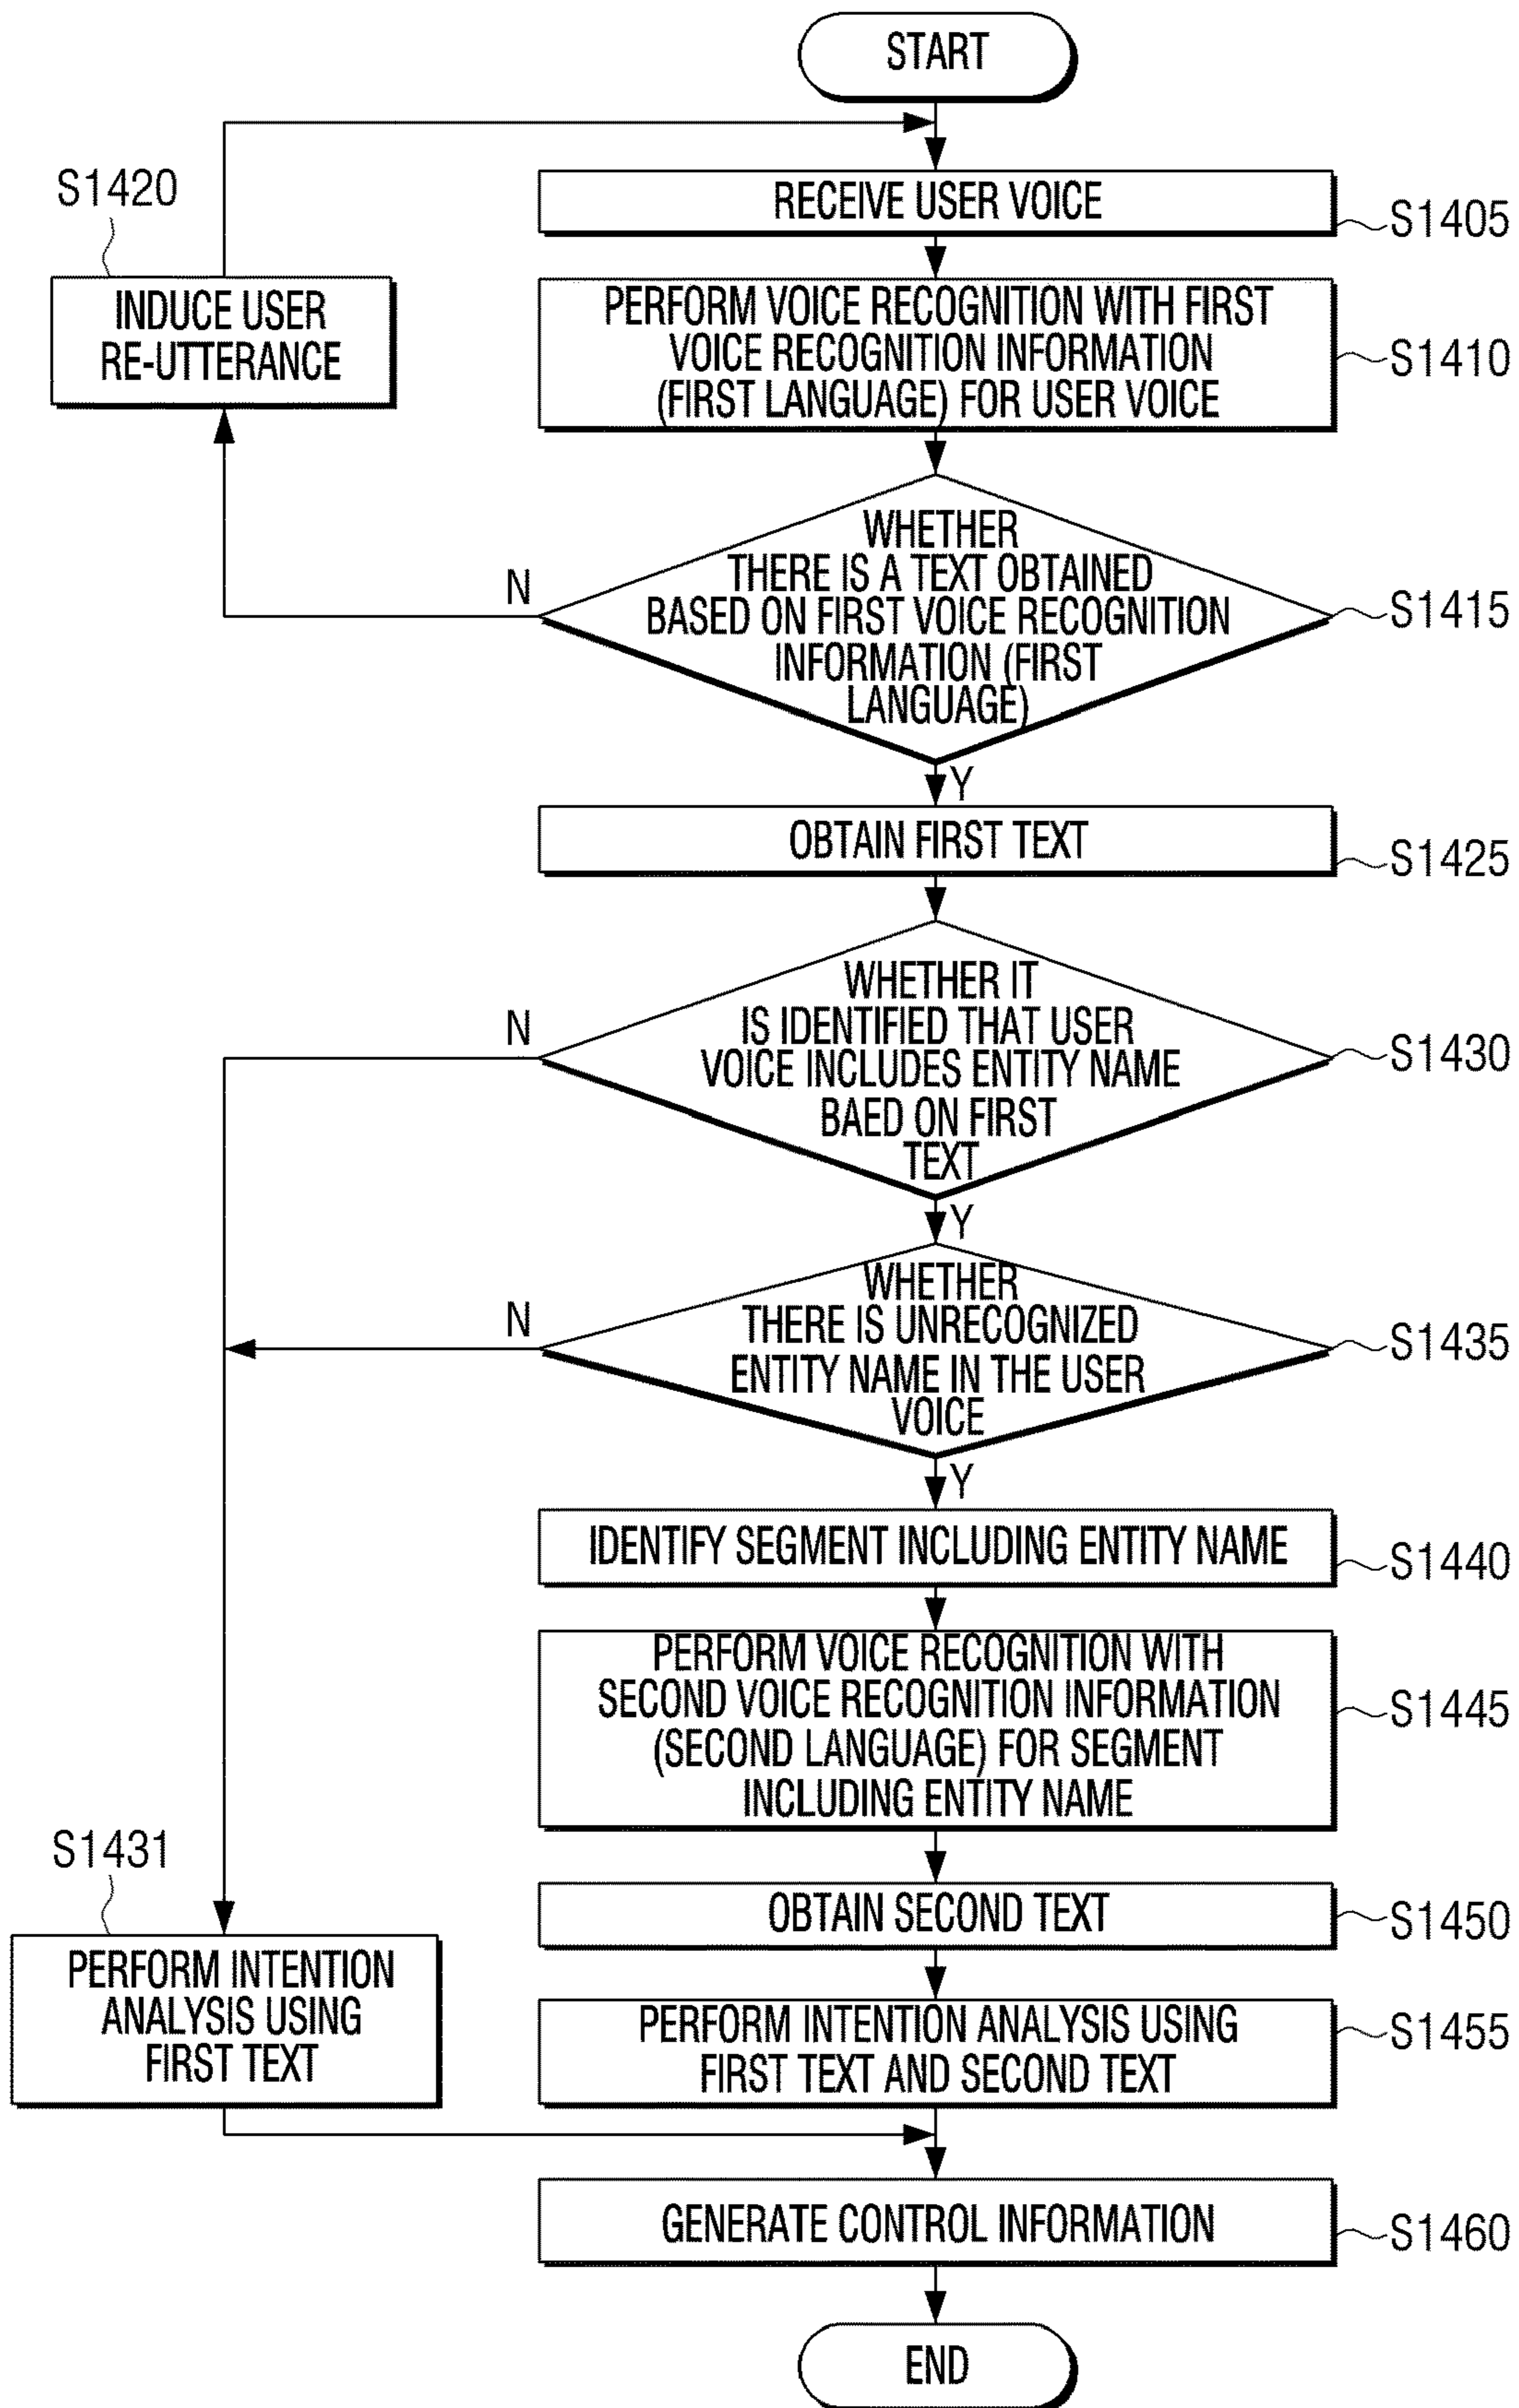 START
S1420
RECEIVE USER VOICE
S1405
INDUCE USER
RE-UTTERANCE
PERFORM VOICE RECOGNITION WITH FIRST
VOICE RECOGNITION INFORMATION
(FIRST LANGUAGE) FOR USER VOICE
S1410
N
WHETHER
THERE IS A TEXT OBTAINED
BASED ON FIRST VOICE RECOGNITION
INFORMATION (FIRST
LANGUAGE)
S1415
Y
OBTAIN FIRST TEXT
S1425
N
WHETHER IT
IS IDENTIFIED THAT USER
VOICE INCLUDES ENTITY NAME
BAED ON FIRST
TEXT
S1430
Y
N
WHETHER
THERE IS UNRECOGNIZED
ENTITY NAME IN THE USER
VOICE
S1435
Y
IDENTIFY SEGMENT INCLUDING ENTITY NAME
S1440
PERFORM VOICE RECOGNITION WITH
SECOND VOICE RECOGNITION INFORMATION
(SECOND LANGUAGE) FOR SEGMENT
INCLUDING ENTITY NAME
S1445
S1431
OBTAIN SECOND TEXT
S1450
PERFORM INTENTION
ANALYSIS USING
FIRST TEXT
PERFORM INTENTION ANALYSIS USING
FIRST TEXT AND SECOND TEXT
S1455
GENERATE CONTROL INFORMATION
S1460
END